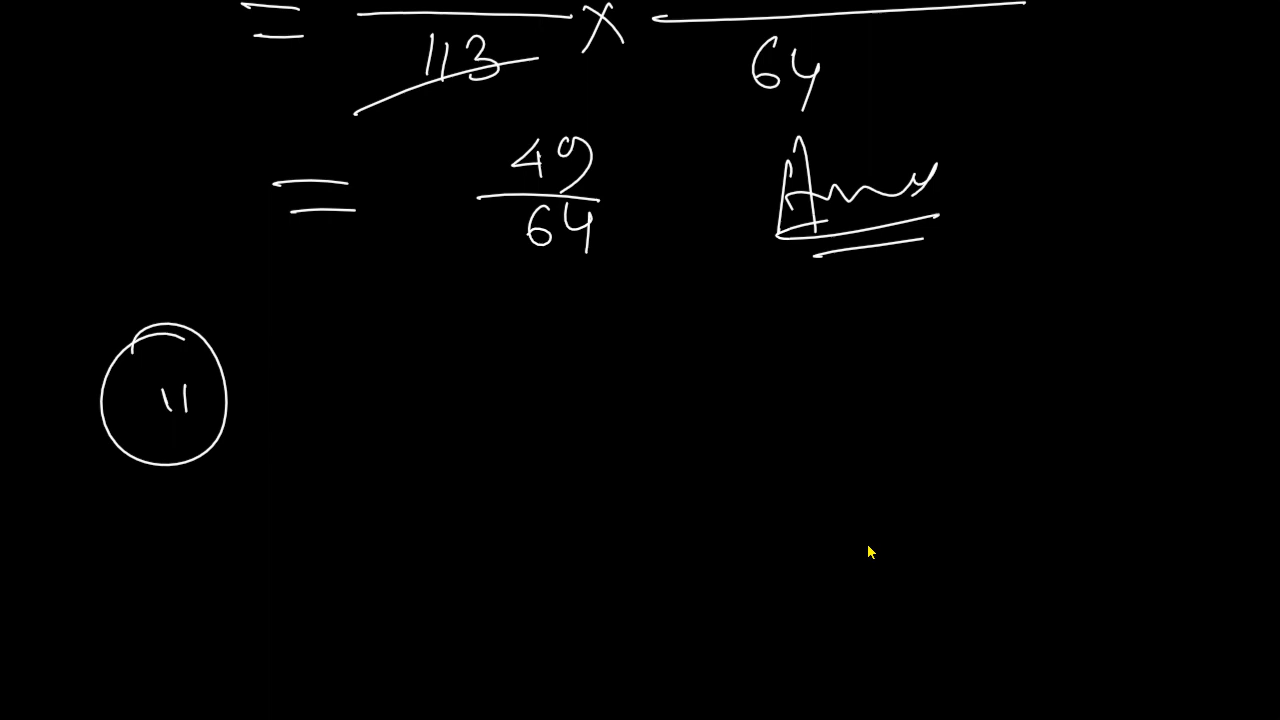 = ― × ―
113 64
= 49/64 Ans
11